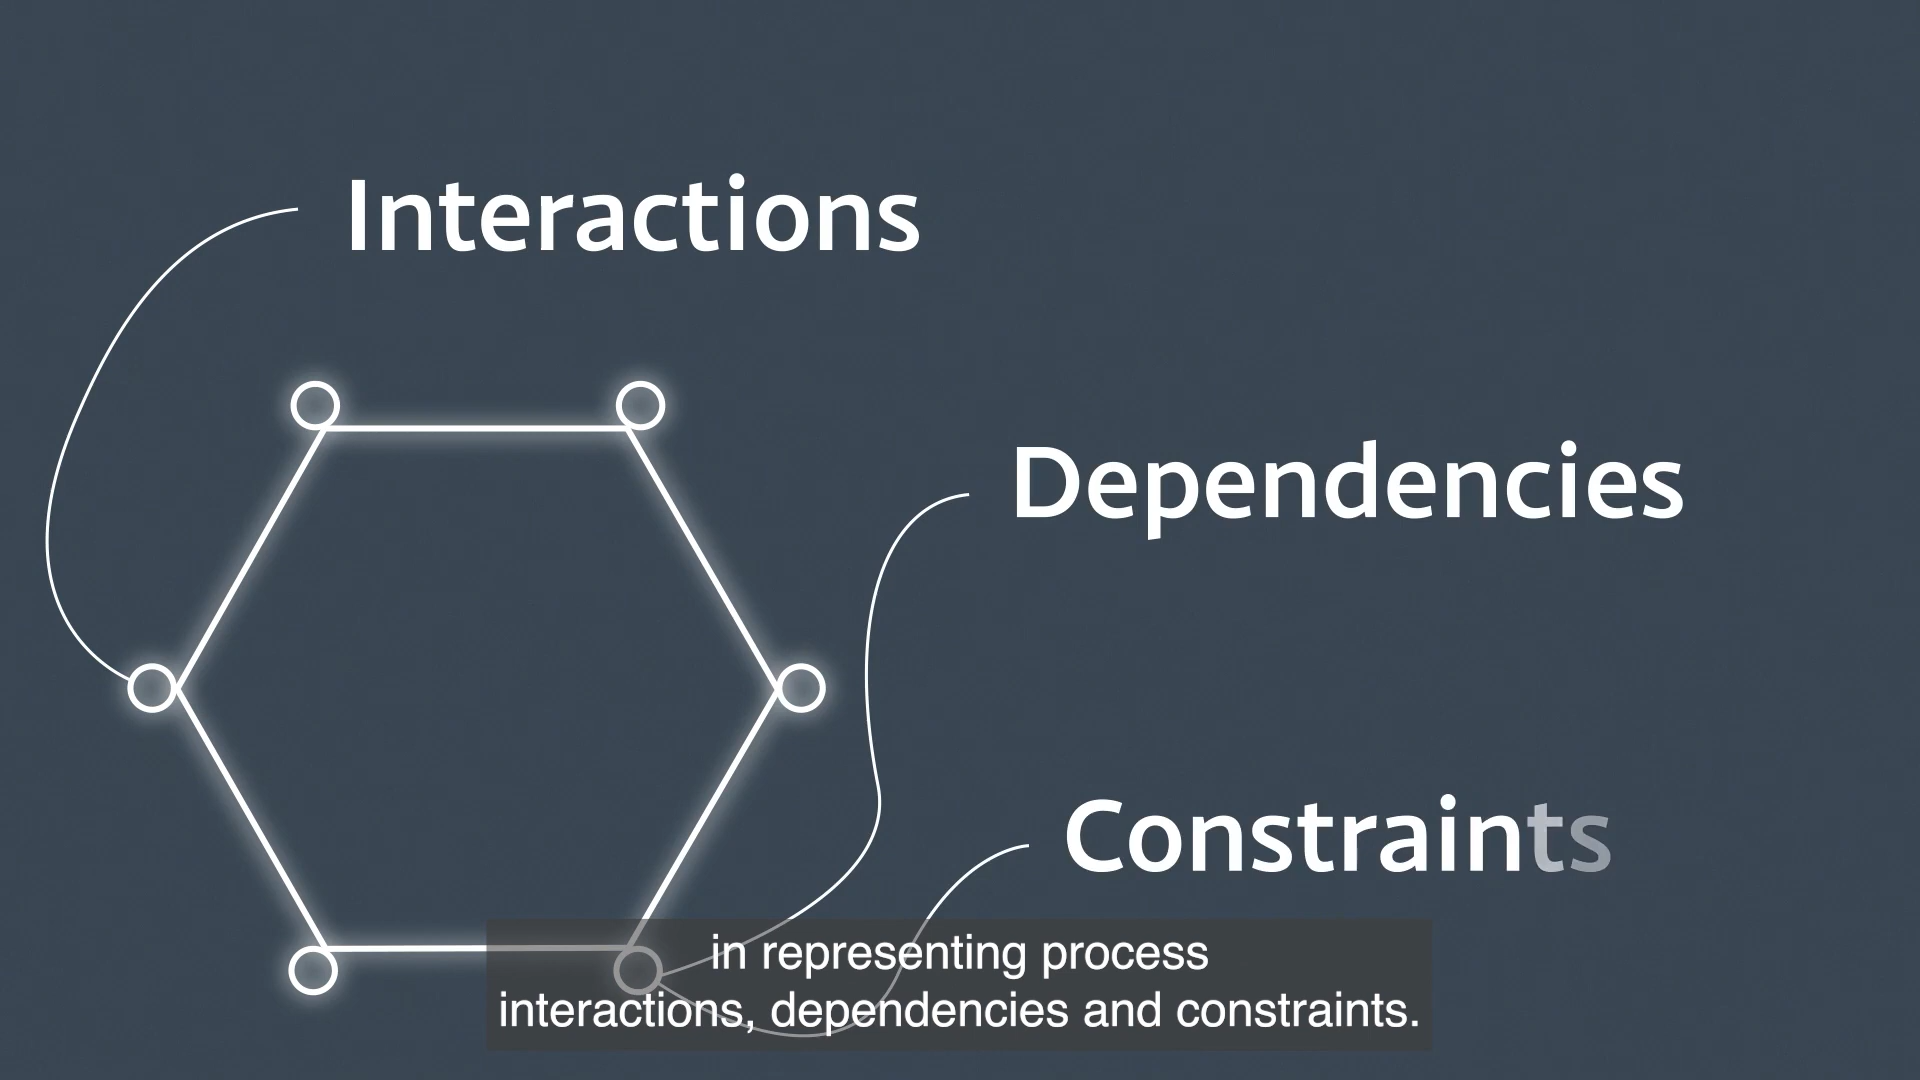 Interactions
Dependencies
Constraints
in representing process
interactions, dependencies and constraints.